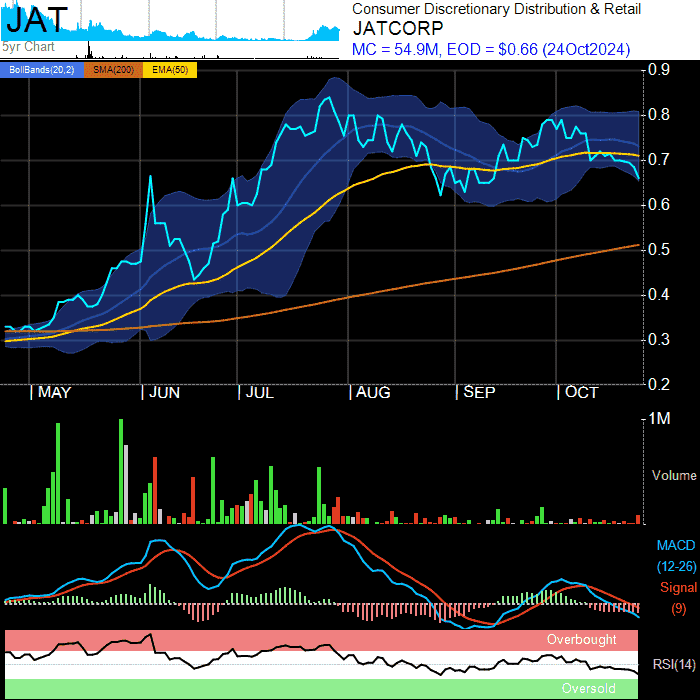 JAT
5yr Chart
Consumer Discretionary Distribution & Retail
JATCORP
MC = 54.9M, EOD = $0.66 (24Oct2024)
BollBands(20,2) SMA(200) EMA(50)
0.9
0.8
0.7
0.6
0.5
0.4
0.3
0.2
MAY JUN JUL AUG SEP OCT
1M
Volume
MACD
(12-26)
Signal
(9)
Overbought
RSI(14)
Oversold